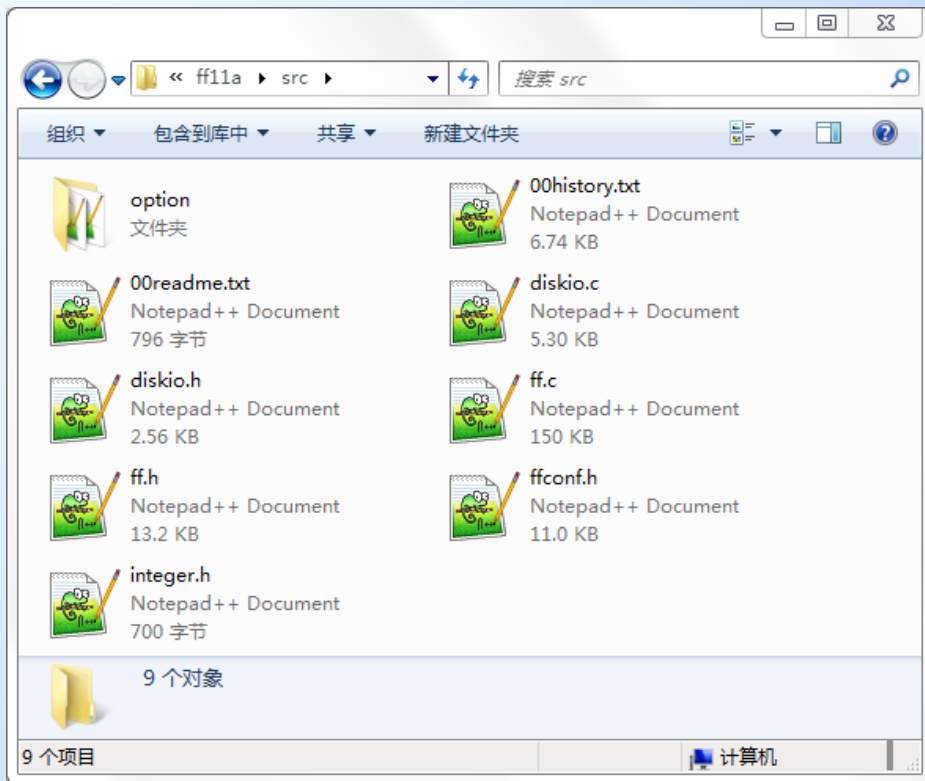 « ff11a src
搜索 src
组织 包含到库中 共享 新建文件夹
option
文件夹
00history.txt
Notepad++ Document
6.74 KB
00readme.txt
Notepad++ Document
796 字节
diskio.c
Notepad++ Document
5.30 KB
diskio.h
Notepad++ Document
2.56 KB
ff.c
Notepad++ Document
150 KB
ff.h
Notepad++ Document
13.2 KB
ffconf.h
Notepad++ Document
11.0 KB
integer.h
Notepad++ Document
700 字节
9 个对象
9 个项目
计算机